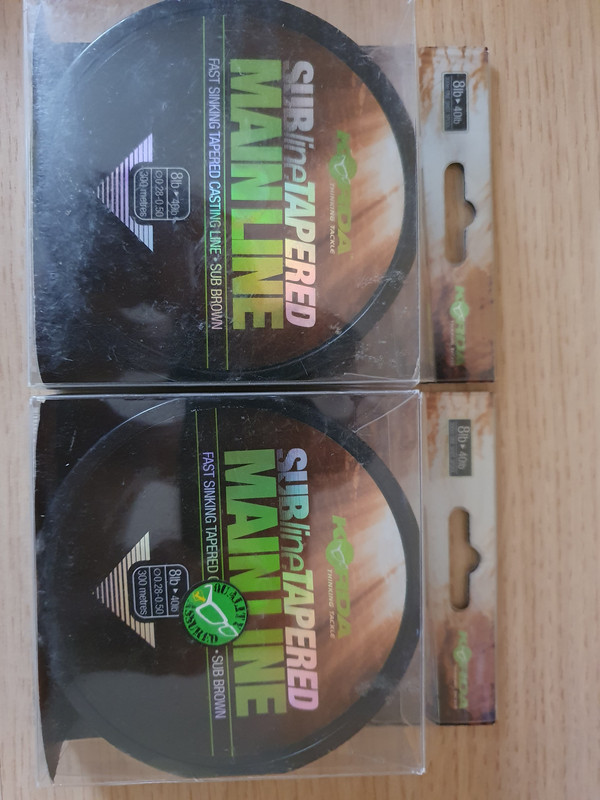 8lb ▸ 40lb
KORDA
KORDA
THINKING TACKLE
SUBlineTAPERED
MAINLINE
FAST SINKING TAPERED CASTING LINE • SUB BROWN
8lb ▸ 40lb
∅0.28-0.50
300 metres
8lb ▸ 40lb
KORDA
KORDA
THINKING TACKLE
SUBlineTAPERED
MAINLINE
FAST SINKING TAPERED
• SUB BROWN
QUALITY
ASSURED
8lb ▸ 40lb
∅0.28-0.50
300 metres